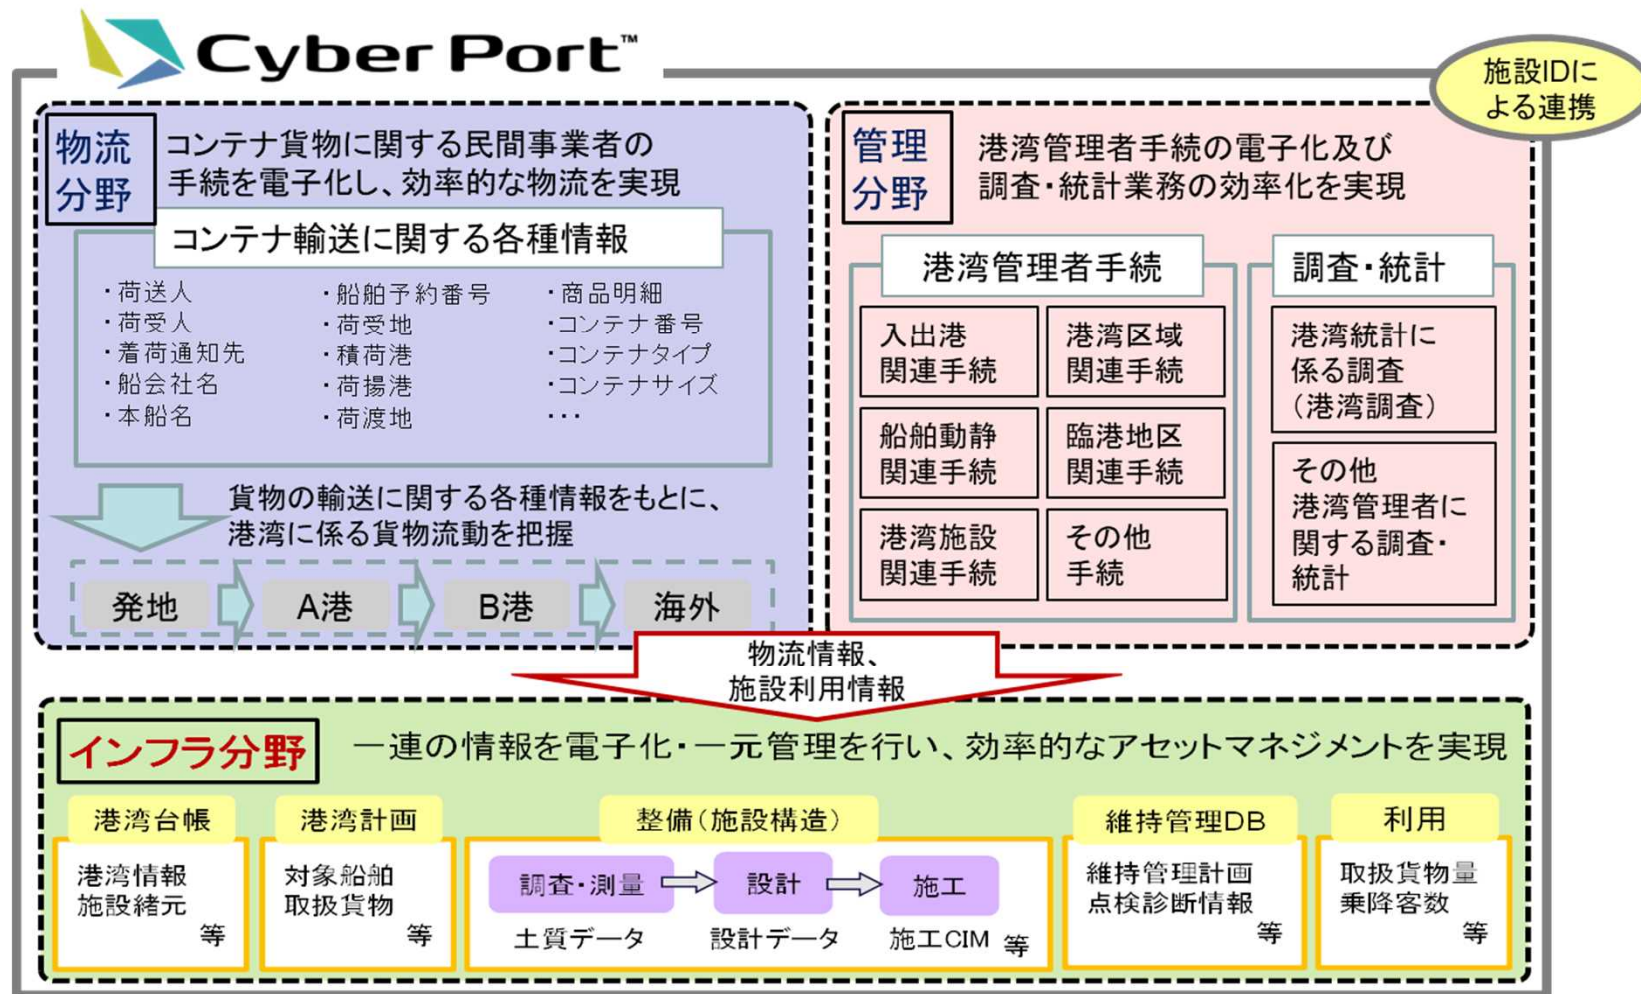 Cyber Port™
施設IDに
よる連携
物流
分野
コンテナ貨物に関する民間事業者の
手続を電子化し、効率的な物流を実現
コンテナ輸送に関する各種情報
・荷送人
・荷受人
・着荷通知先
・船会社名
・本船名
・船舶予約番号
・荷受地
・積荷港
・荷揚港
・荷渡地
・商品明細
・コンテナ番号
・コンテナタイプ
・コンテナサイズ
・・・
貨物の輸送に関する各種情報をもとに、
港湾に係る貨物流動を把握
発地
A港
B港
海外
管理
分野
港湾管理者手続の電子化及び
調査・統計業務の効率化を実現
港湾管理者手続
入出港
関連手続
港湾区域
関連手続
船舶動静
関連手続
臨港地区
関連手続
港湾施設
関連手続
その他
手続
調査・統計
港湾統計に
係る調査
（港湾調査）
その他
港湾管理者に
関する調査・
統計
物流情報、
施設利用情報
インフラ分野
一連の情報を電子化・一元管理を行い、効率的なアセットマネジメントを実現
港湾台帳
港湾情報
施設緒元
等
港湾計画
対象船舶
取扱貨物
等
整備（施設構造）
調査・測量
設計
施工
土質データ
設計データ
施工CIM
等
維持管理DB
維持管理計画
点検診断情報
等
利用
取扱貨物量
乗降客数
等